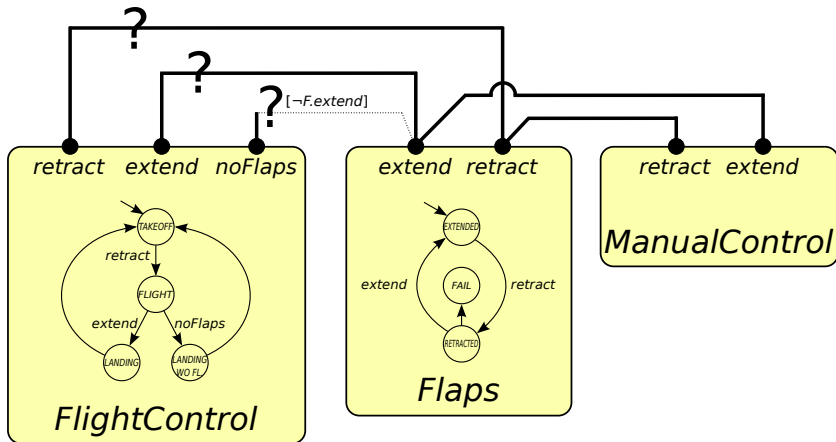 ?
?
? [¬F.extend]
retract extend noFlaps
extend retract
retract extend
TAKEOFF
retract
FLIGHT
extend noFlaps
LANDING
LANDING
WO FL.
FlightControl
EXTENDED
extend
FAIL
retract
RETRACTED
Flaps
ManualControl